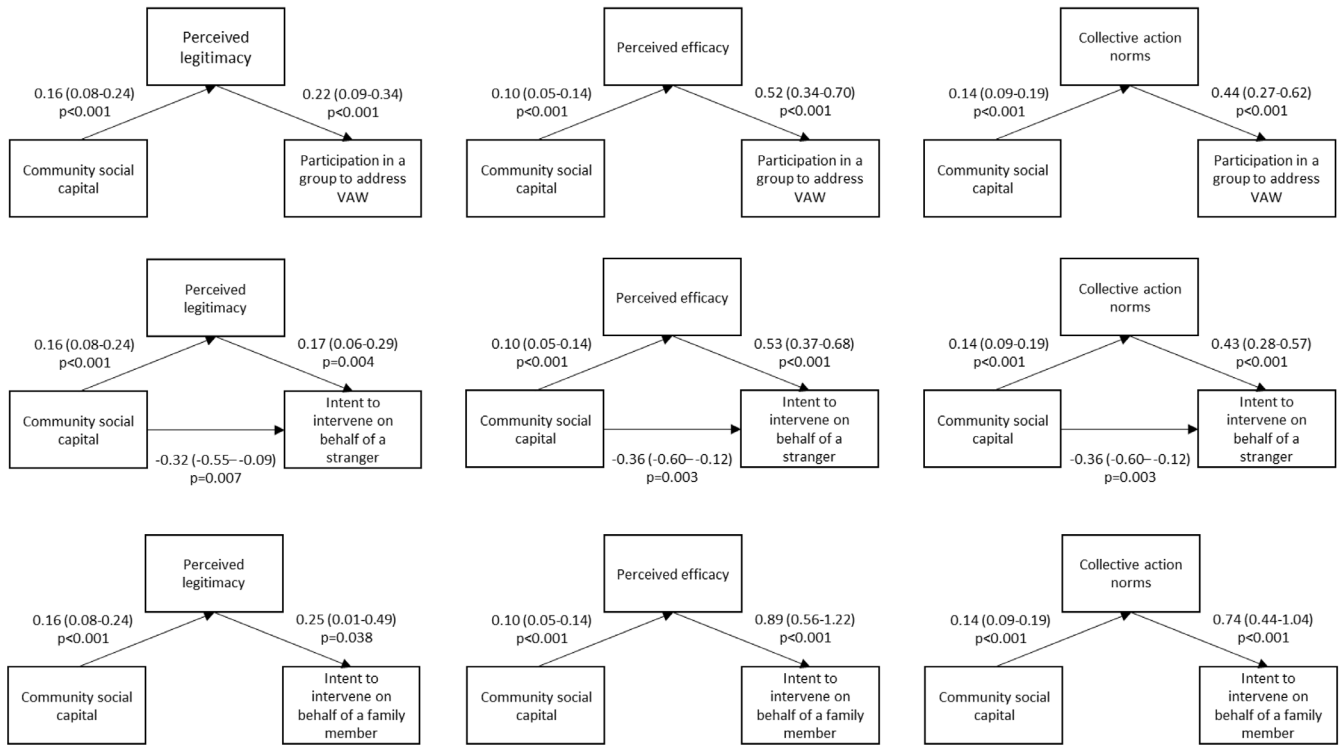 Perceived
legitimacy
0.16 (0.08-0.24)
p<0.001
0.22 (0.09-0.34)
p<0.001
Community social
capital
Participation in a
group to address
VAW
Perceived efficacy
0.10 (0.05-0.14)
p<0.001
0.52 (0.34-0.70)
p<0.001
Community social
capital
Participation in a
group to address
VAW
Collective action
norms
0.14 (0.09-0.19)
p<0.001
0.44 (0.27-0.62)
p<0.001
Community social
capital
Participation in a
group to address
VAW
Perceived
legitimacy
0.16 (0.08-0.24)
p<0.001
0.17 (0.06-0.29)
p=0.004
Community social
capital
Intent to
intervene on
behalf of a
stranger
-0.32 (-0.55--0.09)
p=0.007
Perceived efficacy
0.10 (0.05-0.14)
p<0.001
0.53 (0.37-0.68)
p<0.001
Community social
capital
Intent to
intervene on
behalf of a
stranger
-0.36 (-0.60--0.12)
p=0.003
Collective action
norms
0.14 (0.09-0.19)
p<0.001
0.43 (0.28-0.57)
p<0.001
Community social
capital
Intent to
intervene on
behalf of a
stranger
-0.36 (-0.60--0.12)
p=0.003
Perceived
legitimacy
0.16 (0.08-0.24)
p<0.001
0.25 (0.01-0.49)
p=0.038
Community social
capital
Intent to
intervene on
behalf of a family
member
Perceived efficacy
0.10 (0.05-0.14)
p<0.001
0.89 (0.56-1.22)
p<0.001
Community social
capital
Intent to
intervene on
behalf of a family
member
Collective action
norms
0.14 (0.09-0.19)
p<0.001
0.74 (0.44-1.04)
p<0.001
Community social
capital
Intent to
intervene on
behalf of a family
member